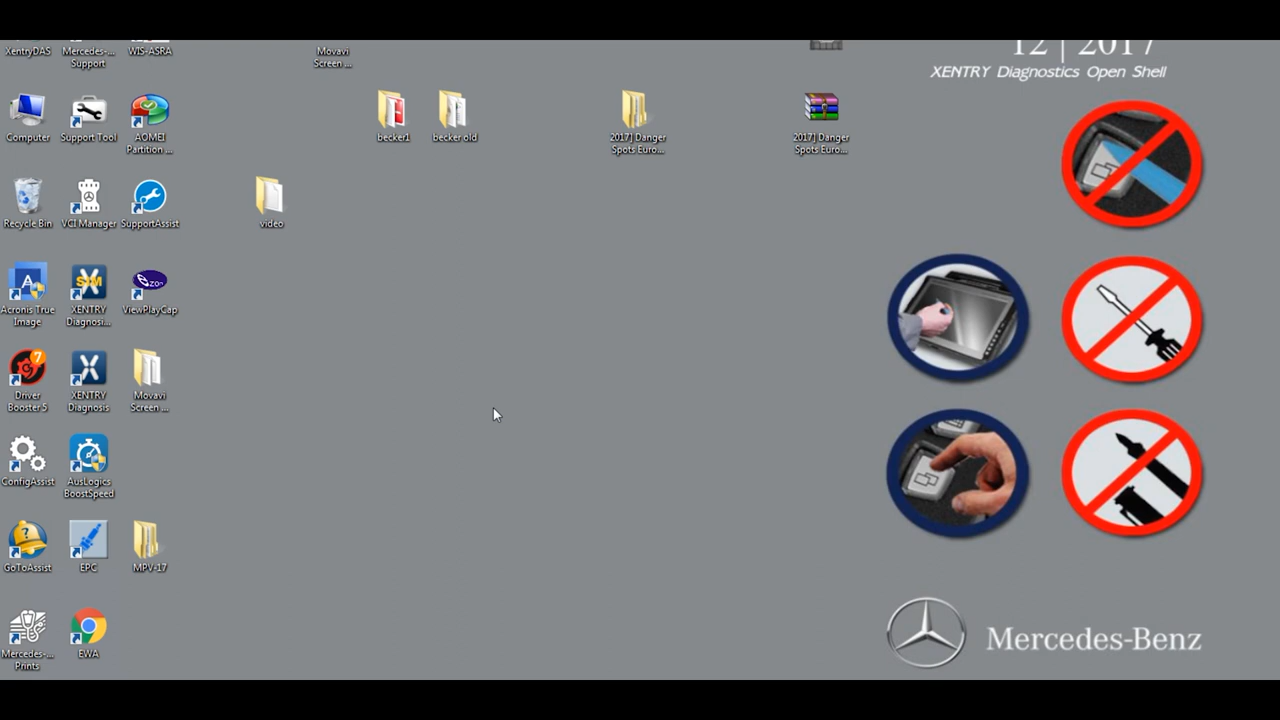 12 | 2017
XENTRY Diagnostics Open Shell
XentryDAS
Mercedes-...
Support
WIS-ASRA
Movavi
Screen ...
Computer
Support Tool
AOMEI
Partition ...
becker1
becker old
2017] Danger
Spots Euro...
2017] Danger
Spots Euro...
Recycle Bin
VCI Manager
SupportAssist
video
Acronis True
Image
XENTRY
Diagnosi...
ViewPlayCap
SIM
Ezon
7
Driver
Booster 5
XENTRY
Diagnosis
Movavi
Screen ...
ConfigAssist
AusLogics
BoostSpeed
GoToAssist
EPC
MPV-17
Mercedes-...
Prints
EWA
Mercedes-Benz